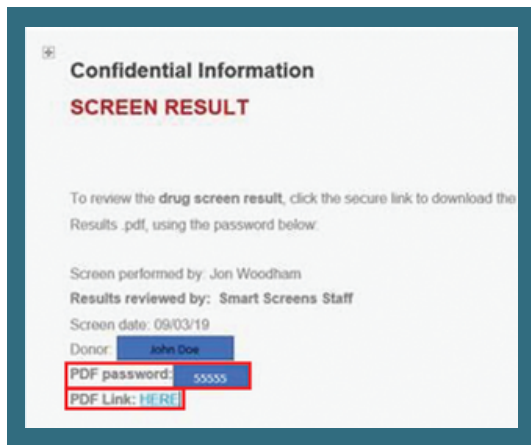 Confidential Information
SCREEN RESULT
To review the drug screen result, click the secure link to download the
Results .pdf, using the password below:
Screen performed by: Jon Woodham
Results reviewed by: Smart Screens Staff
Screen date: 09/03/19
Donor: John Doe
PDF password: 55555
PDF Link: HERE